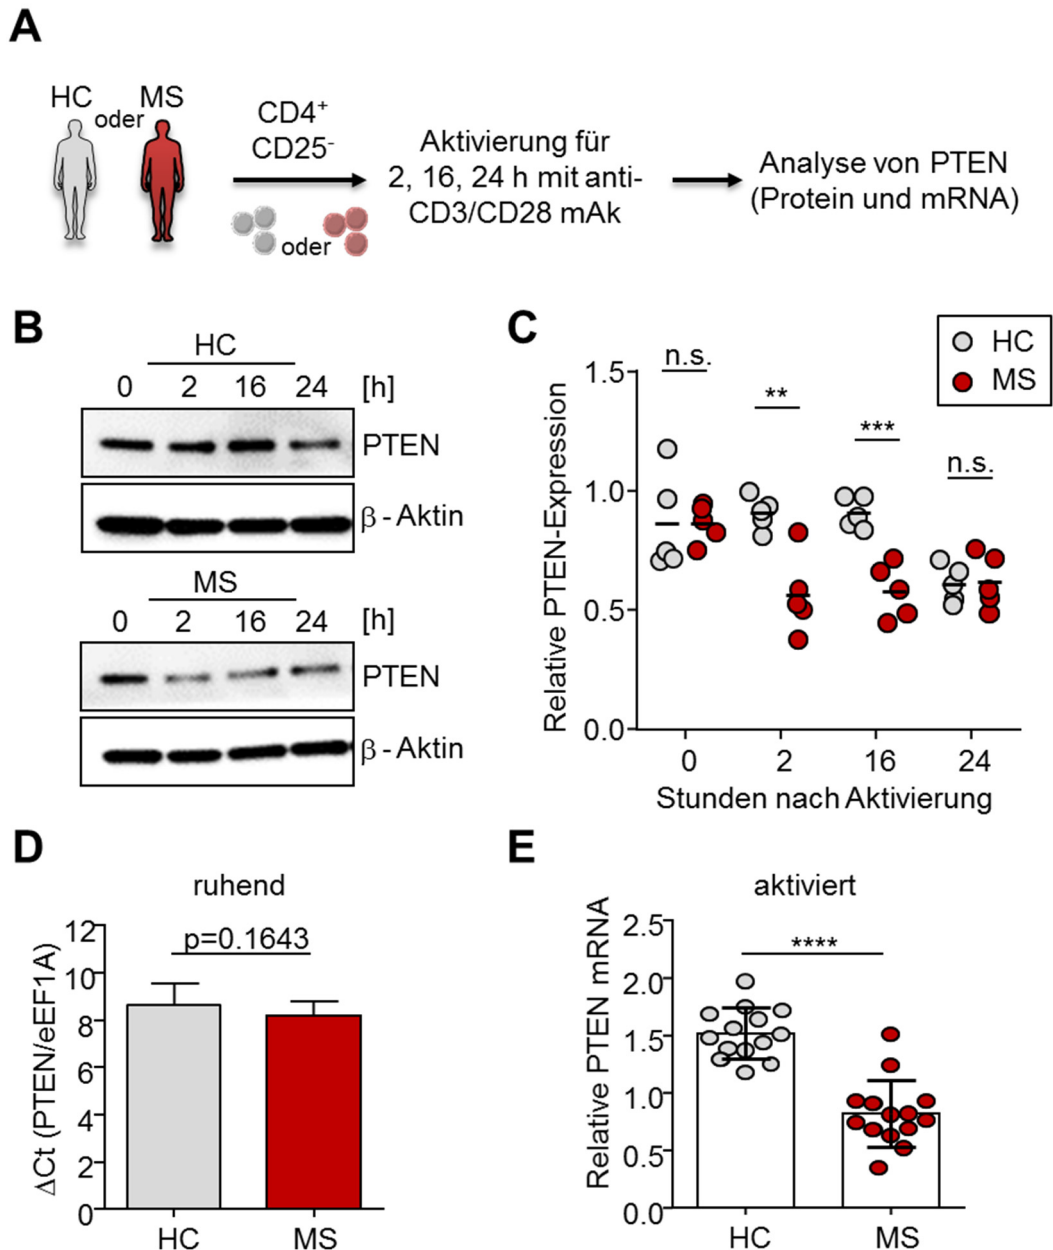 A
HC
oder
MS
CD4⁺
CD25⁻
oder
Aktivierung für
2, 16, 24 h mit anti-
CD3/CD28 mAk
Analyse von PTEN
(Protein und mRNA)
B
HC
0 2 16 24 [h]
PTEN
β - Aktin
MS
0 2 16 24 [h]
PTEN
β - Aktin
C
HC
MS
Relative PTEN-Expression
1.5
1.0
0.5
0.0
n.s.
**
***
n.s.
0 2 16 24
Stunden nach Aktivierung
D
ruhend
ΔCt (PTEN/eEF1A)
12
10
8
6
4
2
0
p=0.1643
HC MS
E
aktiviert
Relative PTEN mRNA
2.5
2.0
1.5
1.0
0.5
0.0
****
HC MS